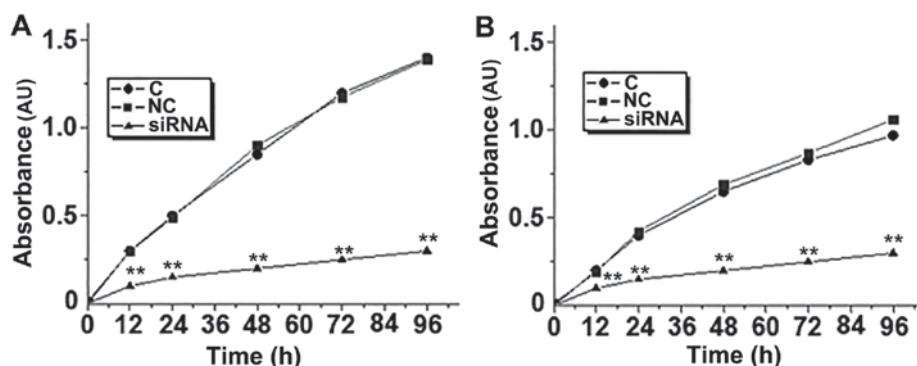 A
1.5
1.0
0.5
0
Absorbance (AU)
C
NC
siRNA
** ** ** ** **
0 12 24 36 48 60 72 84 96
Time (h)
B
1.5
1.0
0.5
0
Absorbance (AU)
C
NC
siRNA
** ** ** ** **
0 12 24 36 48 60 72 84 96
Time (h)